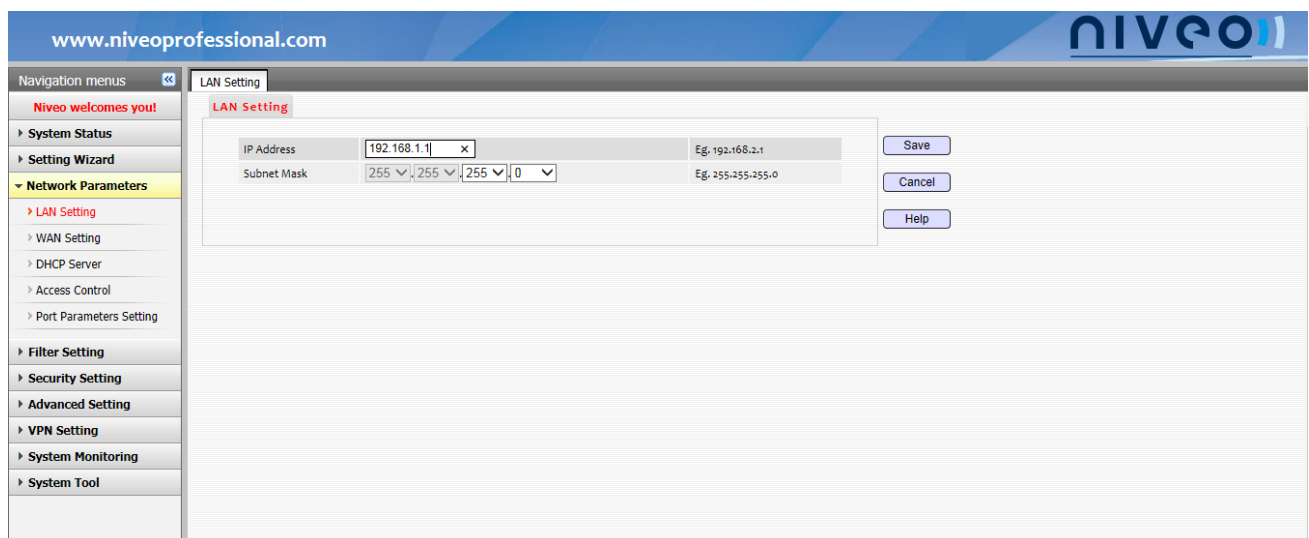 www.niveoprofessional.com
niveo
Navigation menus
LAN Setting
Niveo welcomes you!
LAN Setting
System Status
Setting Wizard
Network Parameters
LAN Setting
WAN Setting
DHCP Server
Access Control
Port Parameters Setting
Filter Setting
Security Setting
Advanced Setting
VPN Setting
System Monitoring
System Tool
IP Address 192.168.1.1 × Eg. 192.168.2.1
Subnet Mask 255 . 255 . 255 . 0 Eg. 255.255.255.0
Save
Cancel
Help